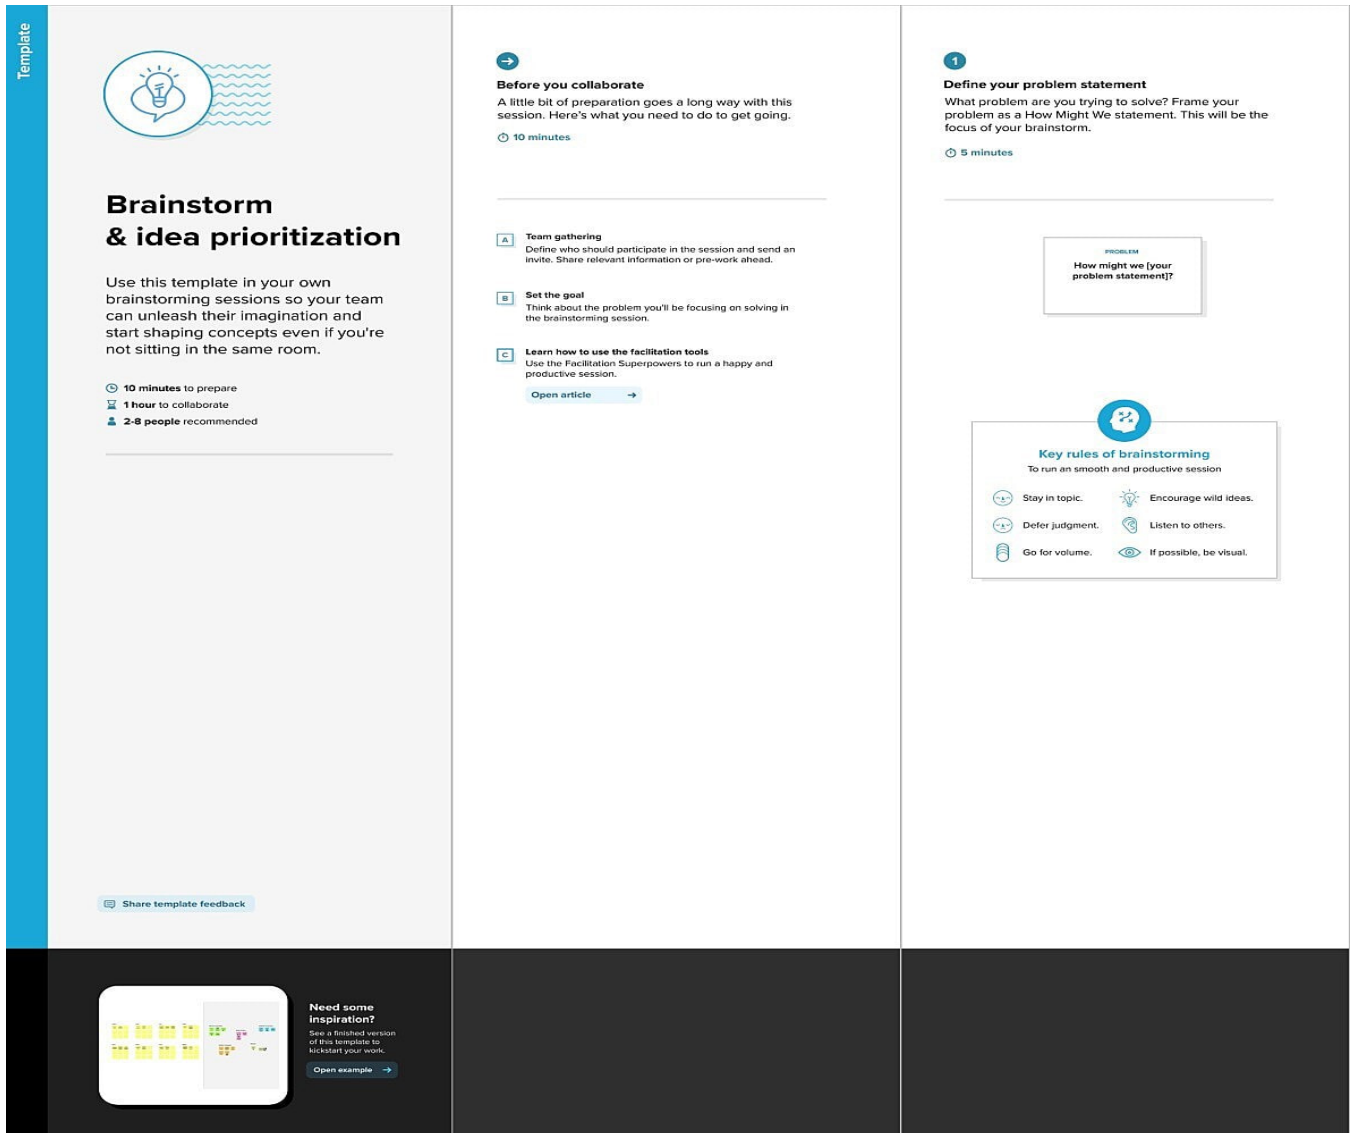 Template
Brainstorm
& idea prioritization
Use this template in your own
brainstorming sessions so your team
can unleash their imagination and
start shaping concepts even if you're
not sitting in the same room.
10 minutes to prepare
1 hour to collaborate
2-8 people recommended
Share template feedback
Need some
inspiration?
See a finished version
of this template to
kickstart your work.
Open example
Before you collaborate
A little bit of preparation goes a long way with this
session. Here's what you need to do to get going.
10 minutes
A
Team gathering
Define who should participate in the session and send an
invite. Share relevant information or pre-work ahead.
B
Set the goal
Think about the problem you'll be focusing on solving in
the brainstorming session.
C
Learn how to use the facilitation tools
Use the Facilitation Superpowers to run a happy and
productive session.
Open article
1
Define your problem statement
What problem are you trying to solve? Frame your
problem as a How Might We statement. This will be the
focus of your brainstorm.
5 minutes
PROBLEM
How might we [your
problem statement]?
Key rules of brainstorming
To run an smooth and productive session
Stay in topic.
Encourage wild ideas.
Defer judgment.
Listen to others.
Go for volume.
If possible, be visual.